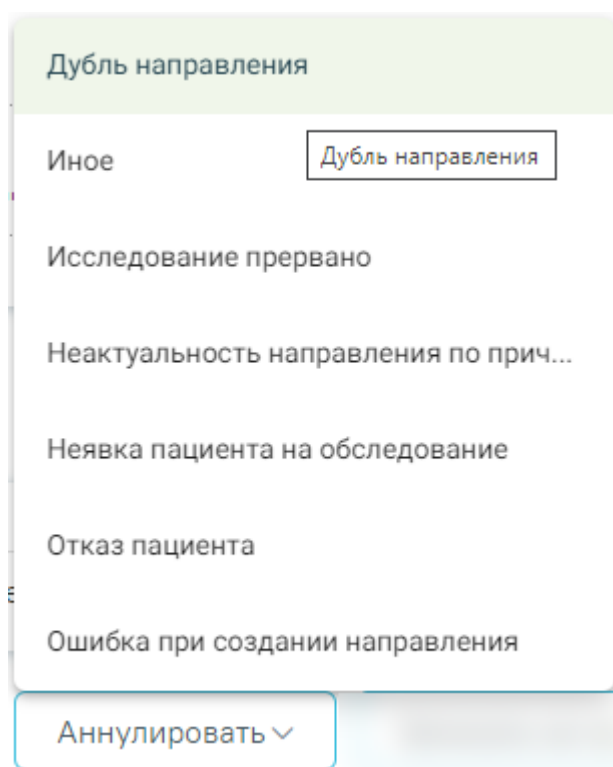 Дубль направления
Иное
Дубль направления
Исследование прервано
Неактуальность направления по прич...
Неявка пациента на обследование
Отказ пациента
Ошибка при создании направления
Аннулировать